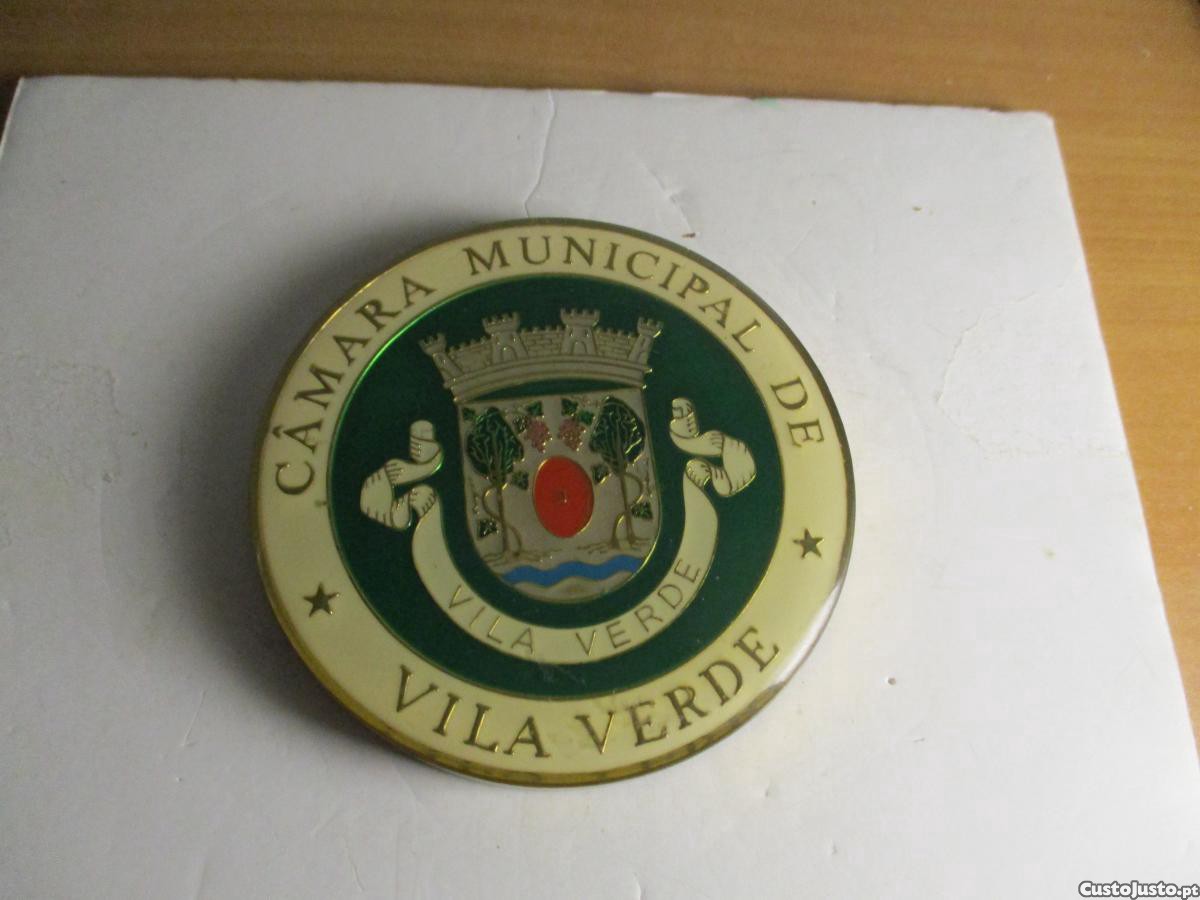 CÂMARA MUNICIPAL DE
VILA VERDE
VILA VERDE
CustoJusto.pt